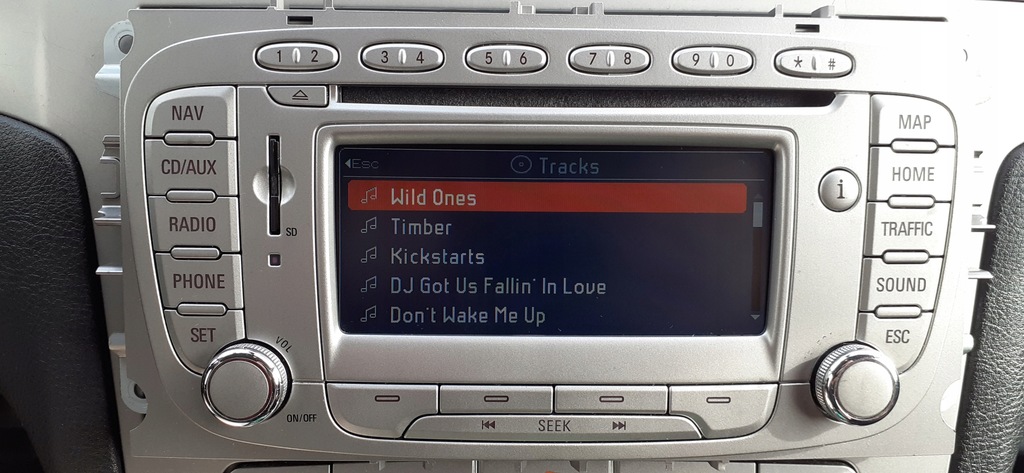 1 2
3 4
5 6
7 8
9 0
* #
NAV
CD/AUX
RADIO
PHONE
SET
SD
VOL
ON/OFF
Esc
Tracks
Wild Ones
Timber
Kickstarts
DJ Got Us Fallin' In Love
Don't Wake Me Up
SEEK
i
MAP
HOME
TRAFFIC
SOUND
ESC